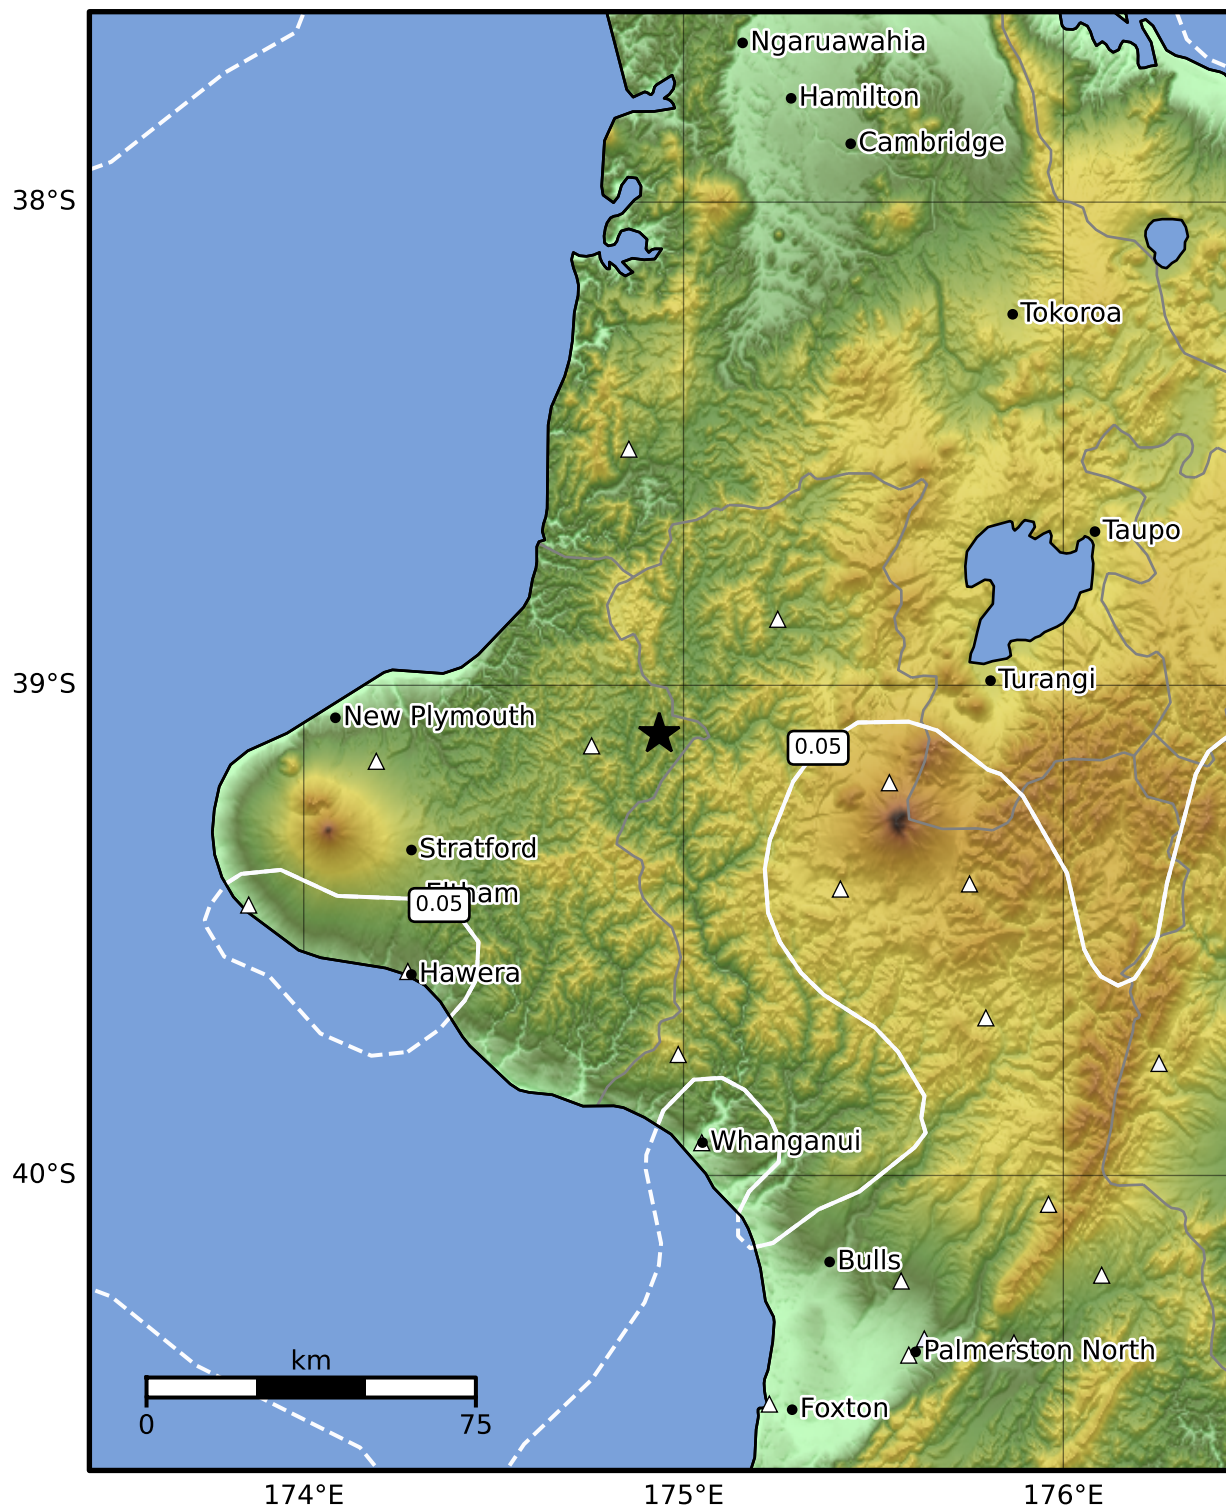 Ngaruawahia
Hamilton
Cambridge
38°S
Tokoroa
Taupo
39°S
Turangi
New Plymouth
0.05
Stratford
Eltham
0.05
Hawera
Whanganui
40°S
Bulls
Palmerston North
km
Foxton
0 75
174°E 175°E 176°E